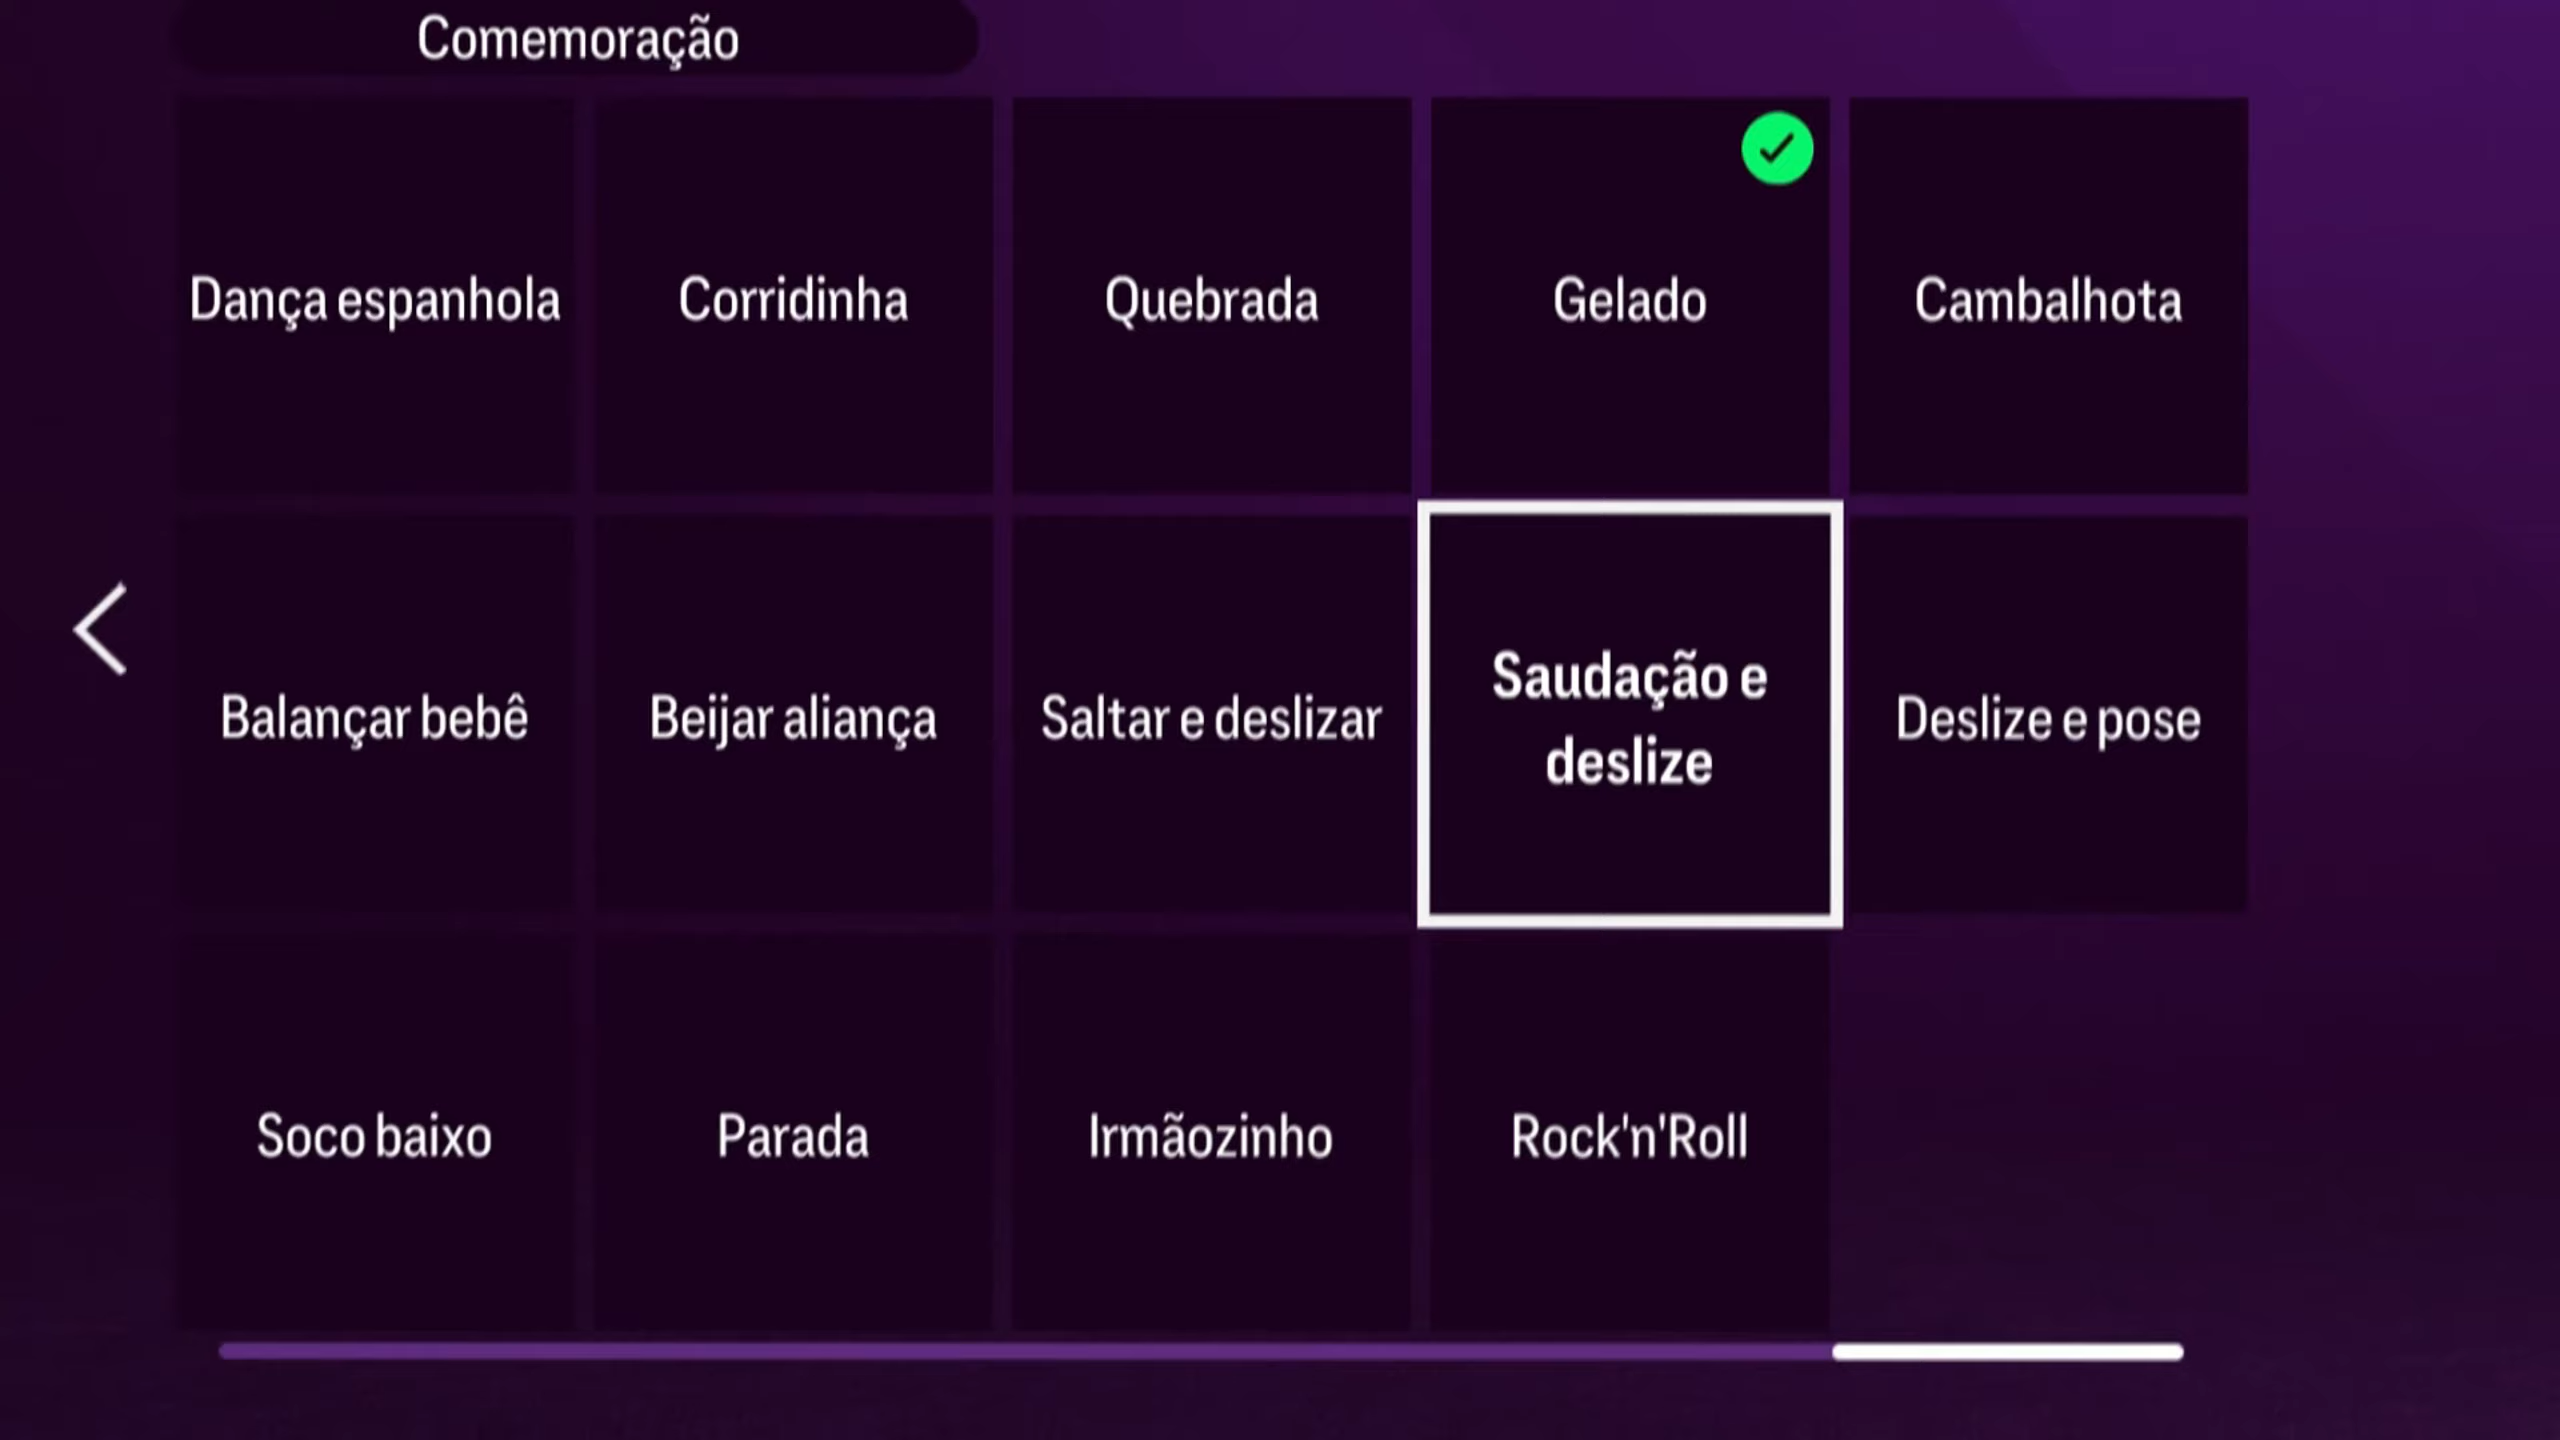 Comemoração
Dança espanhola
Corridinha
Quebrada
Gelado
Cambalhota
Balançar bebê
Beijar aliança
Saltar e deslizar
Saudação e
deslize
Deslize e pose
Soco baixo
Parada
Irmãozinho
Rock'n'Roll